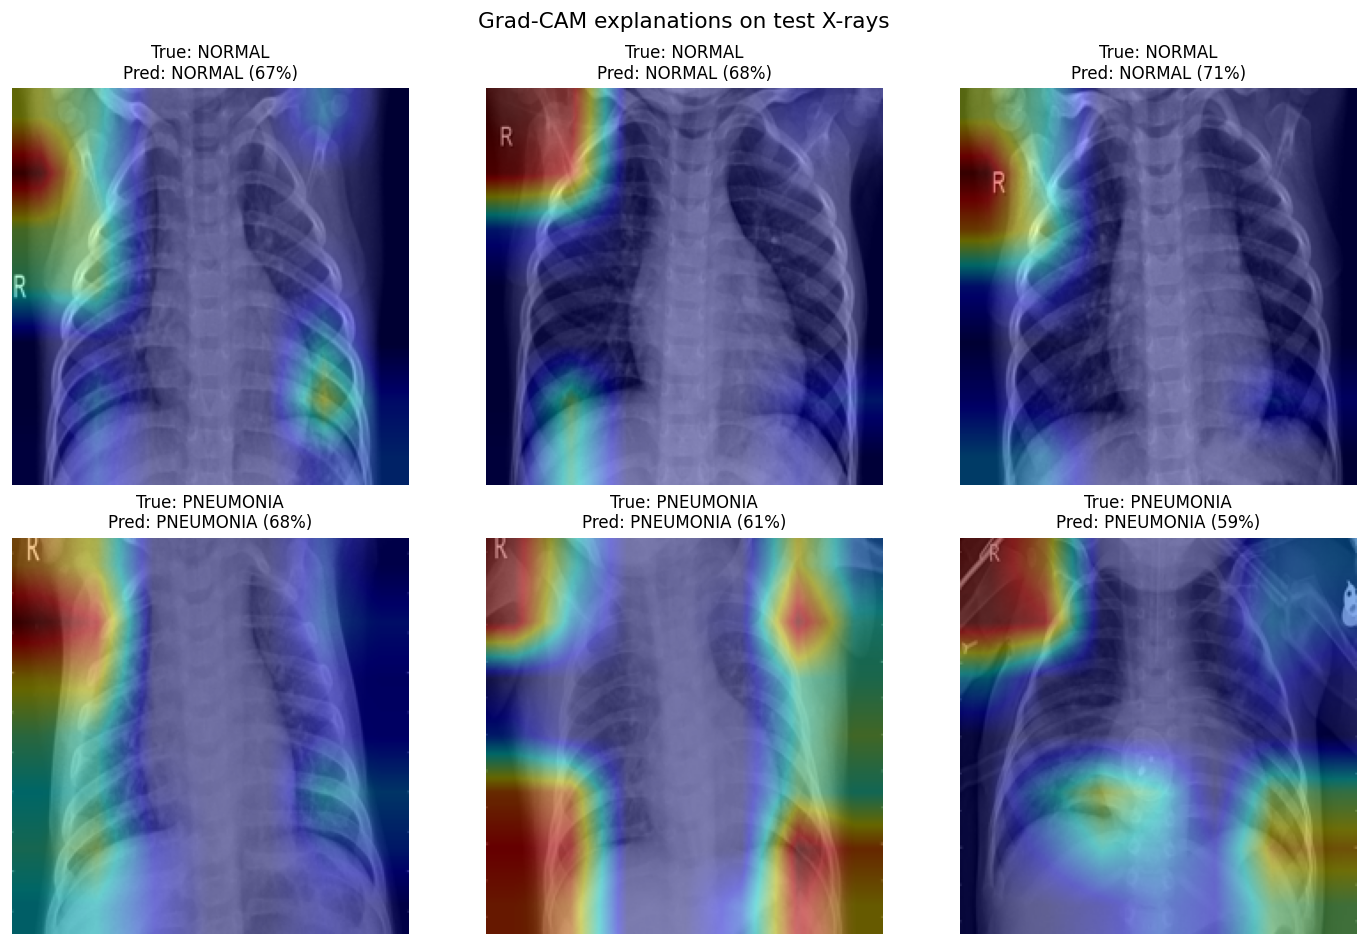 Grad-CAM explanations on test X-rays
True: NORMAL
Pred: NORMAL (67%)
True: NORMAL
Pred: NORMAL (68%)
True: NORMAL
Pred: NORMAL (71%)
R
R
R
True: PNEUMONIA
Pred: PNEUMONIA (68%)
True: PNEUMONIA
Pred: PNEUMONIA (61%)
True: PNEUMONIA
Pred: PNEUMONIA (59%)
R
R
R